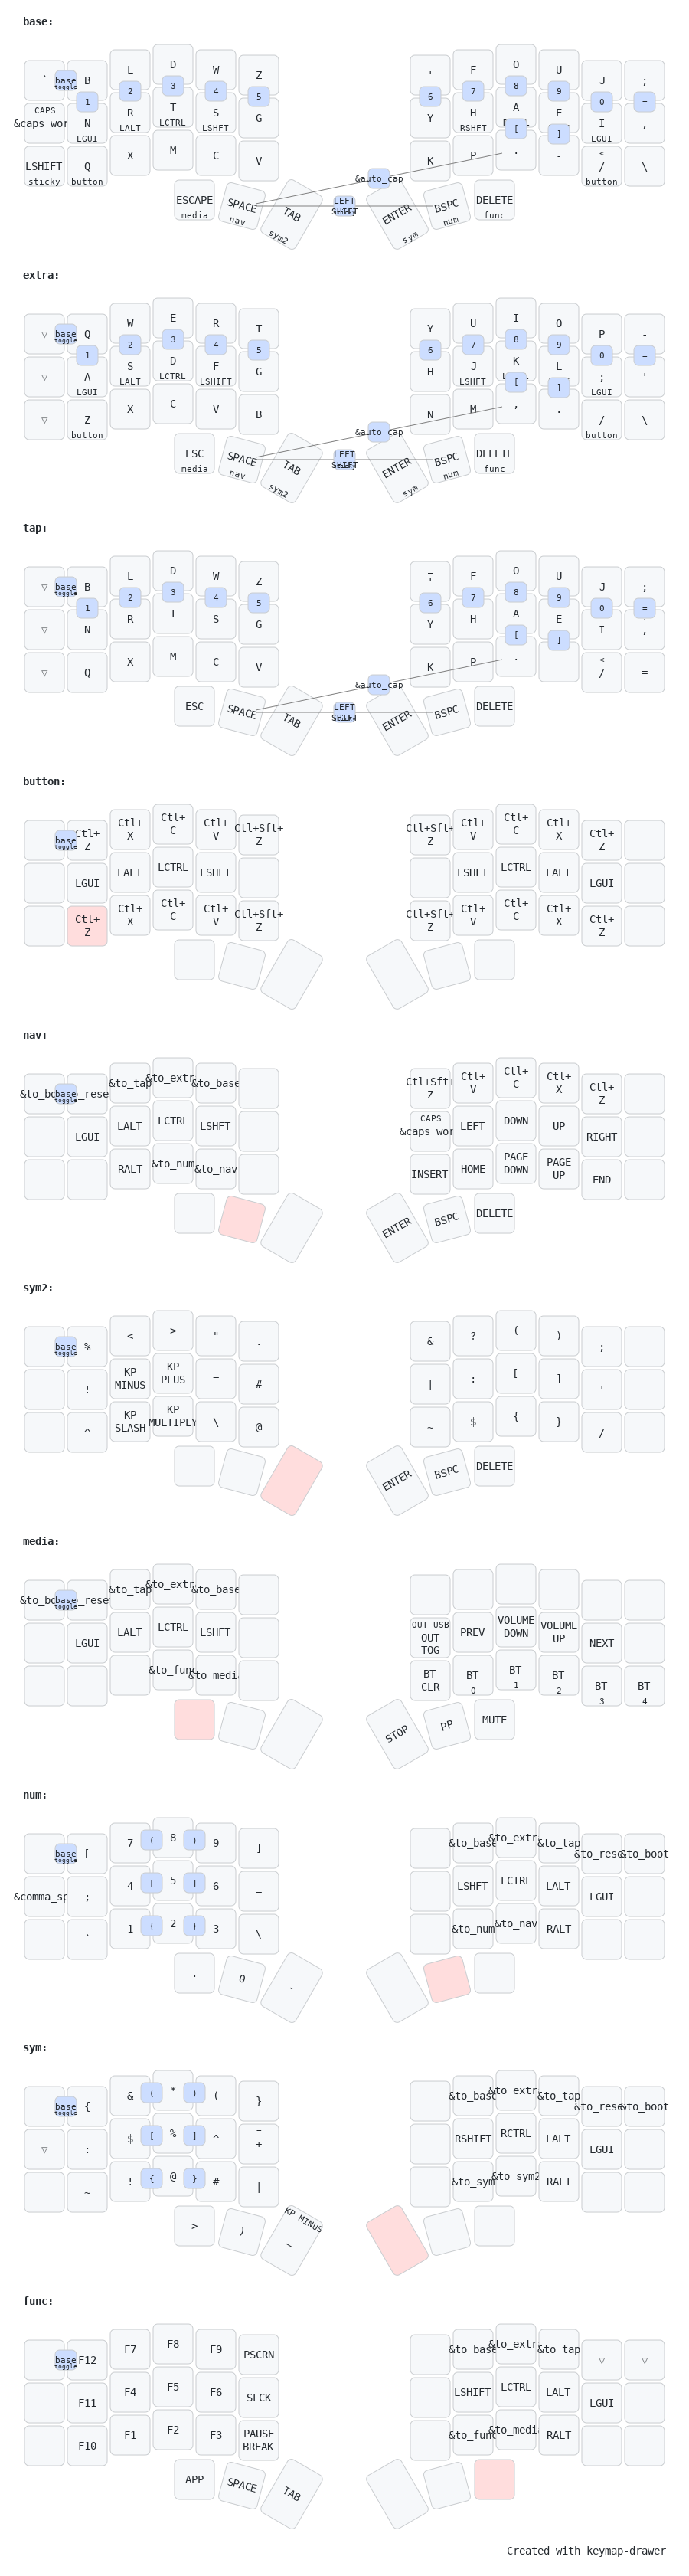 base:
` base toggle B L D W Z _ ' F O U J ;
1 2 3 4 5 6 7 8 9 0 =
CAPS &caps_wor N LGUI R LALT T LCTRL S LSHFT G Y H RSHFT A [ E ] I LGUI ,
LSHIFT sticky Q button X M C V K P . - < / button \
&auto_cap
ESCAPE media SPACE nav TAB sym2 LEFT SHIFT ENTER sym BSPC num DELETE func
extra:
▽ base toggle Q W E R T Y U I O P -
1 2 3 4 5 6 7 8 9 0 =
▽ A LGUI S LALT D LCTRL F LSHIFT G H J LSHFT K [ L ] ; LGUI '
▽ Z button X C V B N M , . / button \
&auto_cap
ESC media SPACE nav TAB sym2 LEFT SHIFT ENTER sym BSPC num DELETE func
tap:
▽ base toggle B L D W Z _ ' F O U J ;
1 2 3 4 5 6 7 8 9 0 =
▽ N R T S G Y H A [ E ] I ,
▽ Q X M C V K P . - < / =
&auto_cap
ESC SPACE TAB LEFT SHIFT ENTER BSPC DELETE
button:
base toggle Ctl+ Z Ctl+ X Ctl+ C Ctl+ V Ctl+Sft+ Z Ctl+Sft+ Z Ctl+ V Ctl+ C Ctl+ X Ctl+ Z
LGUI LALT LCTRL LSHFT LSHFT LCTRL LALT LGUI
Ctl+ Z Ctl+ X Ctl+ C Ctl+ V Ctl+Sft+ Z Ctl+Sft+ Z Ctl+ V Ctl+ C Ctl+ X Ctl+ Z
nav:
&to_bo base toggle _rese &to_tap &to_extr &to_base Ctl+Sft+ Z Ctl+ V Ctl+ C Ctl+ X Ctl+ Z
LGUI LALT LCTRL LSHFT CAPS &caps_wor LEFT DOWN UP RIGHT
RALT &to_num &to_nav INSERT HOME PAGE DOWN PAGE UP END
ENTER BSPC DELETE
sym2:
base toggle % < > " . & ? ( ) ;
! KP MINUS KP PLUS = # | : [ ] '
^ KP SLASH KP MULTIPLY \ @ ~ $ { } /
ENTER BSPC DELETE
media:
&to_bo base toggle _rese &to_tap &to_extr &to_base
LGUI LALT LCTRL LSHFT OUT USB OUT TOG PREV VOLUME DOWN VOLUME UP NEXT
&to_func &to_medi BT CLR BT 0 BT 1 BT 2 BT 3 BT 4
STOP PP MUTE
num:
base toggle [ 7 ( 8 ) 9 ] &to_base &to_extr &to_tap &to_rese &to_boot
&comma_sp ; 4 [ 5 ] 6 = LSHFT LCTRL LALT LGUI
` 1 { 2 } 3 \ &to_num &to_nav RALT
. 0 `
sym:
base toggle { & ( * ) ( } &to_base &to_extr &to_tap &to_rese &to_boot
▽ : $ [ % ] ^ = + RSHIFT RCTRL LALT LGUI
~ ! { @ } # | &to_sym &to_sym2 RALT
> ) KP MINUS _
func:
base toggle F12 F7 F8 F9 PSCRN &to_base &to_extr &to_tap ▽ ▽
F11 F4 F5 F6 SLCK LSHIFT LCTRL LALT LGUI
F10 F1 F2 F3 PAUSE BREAK &to_func &to_medi RALT
APP SPACE TAB
Created with keymap-drawer